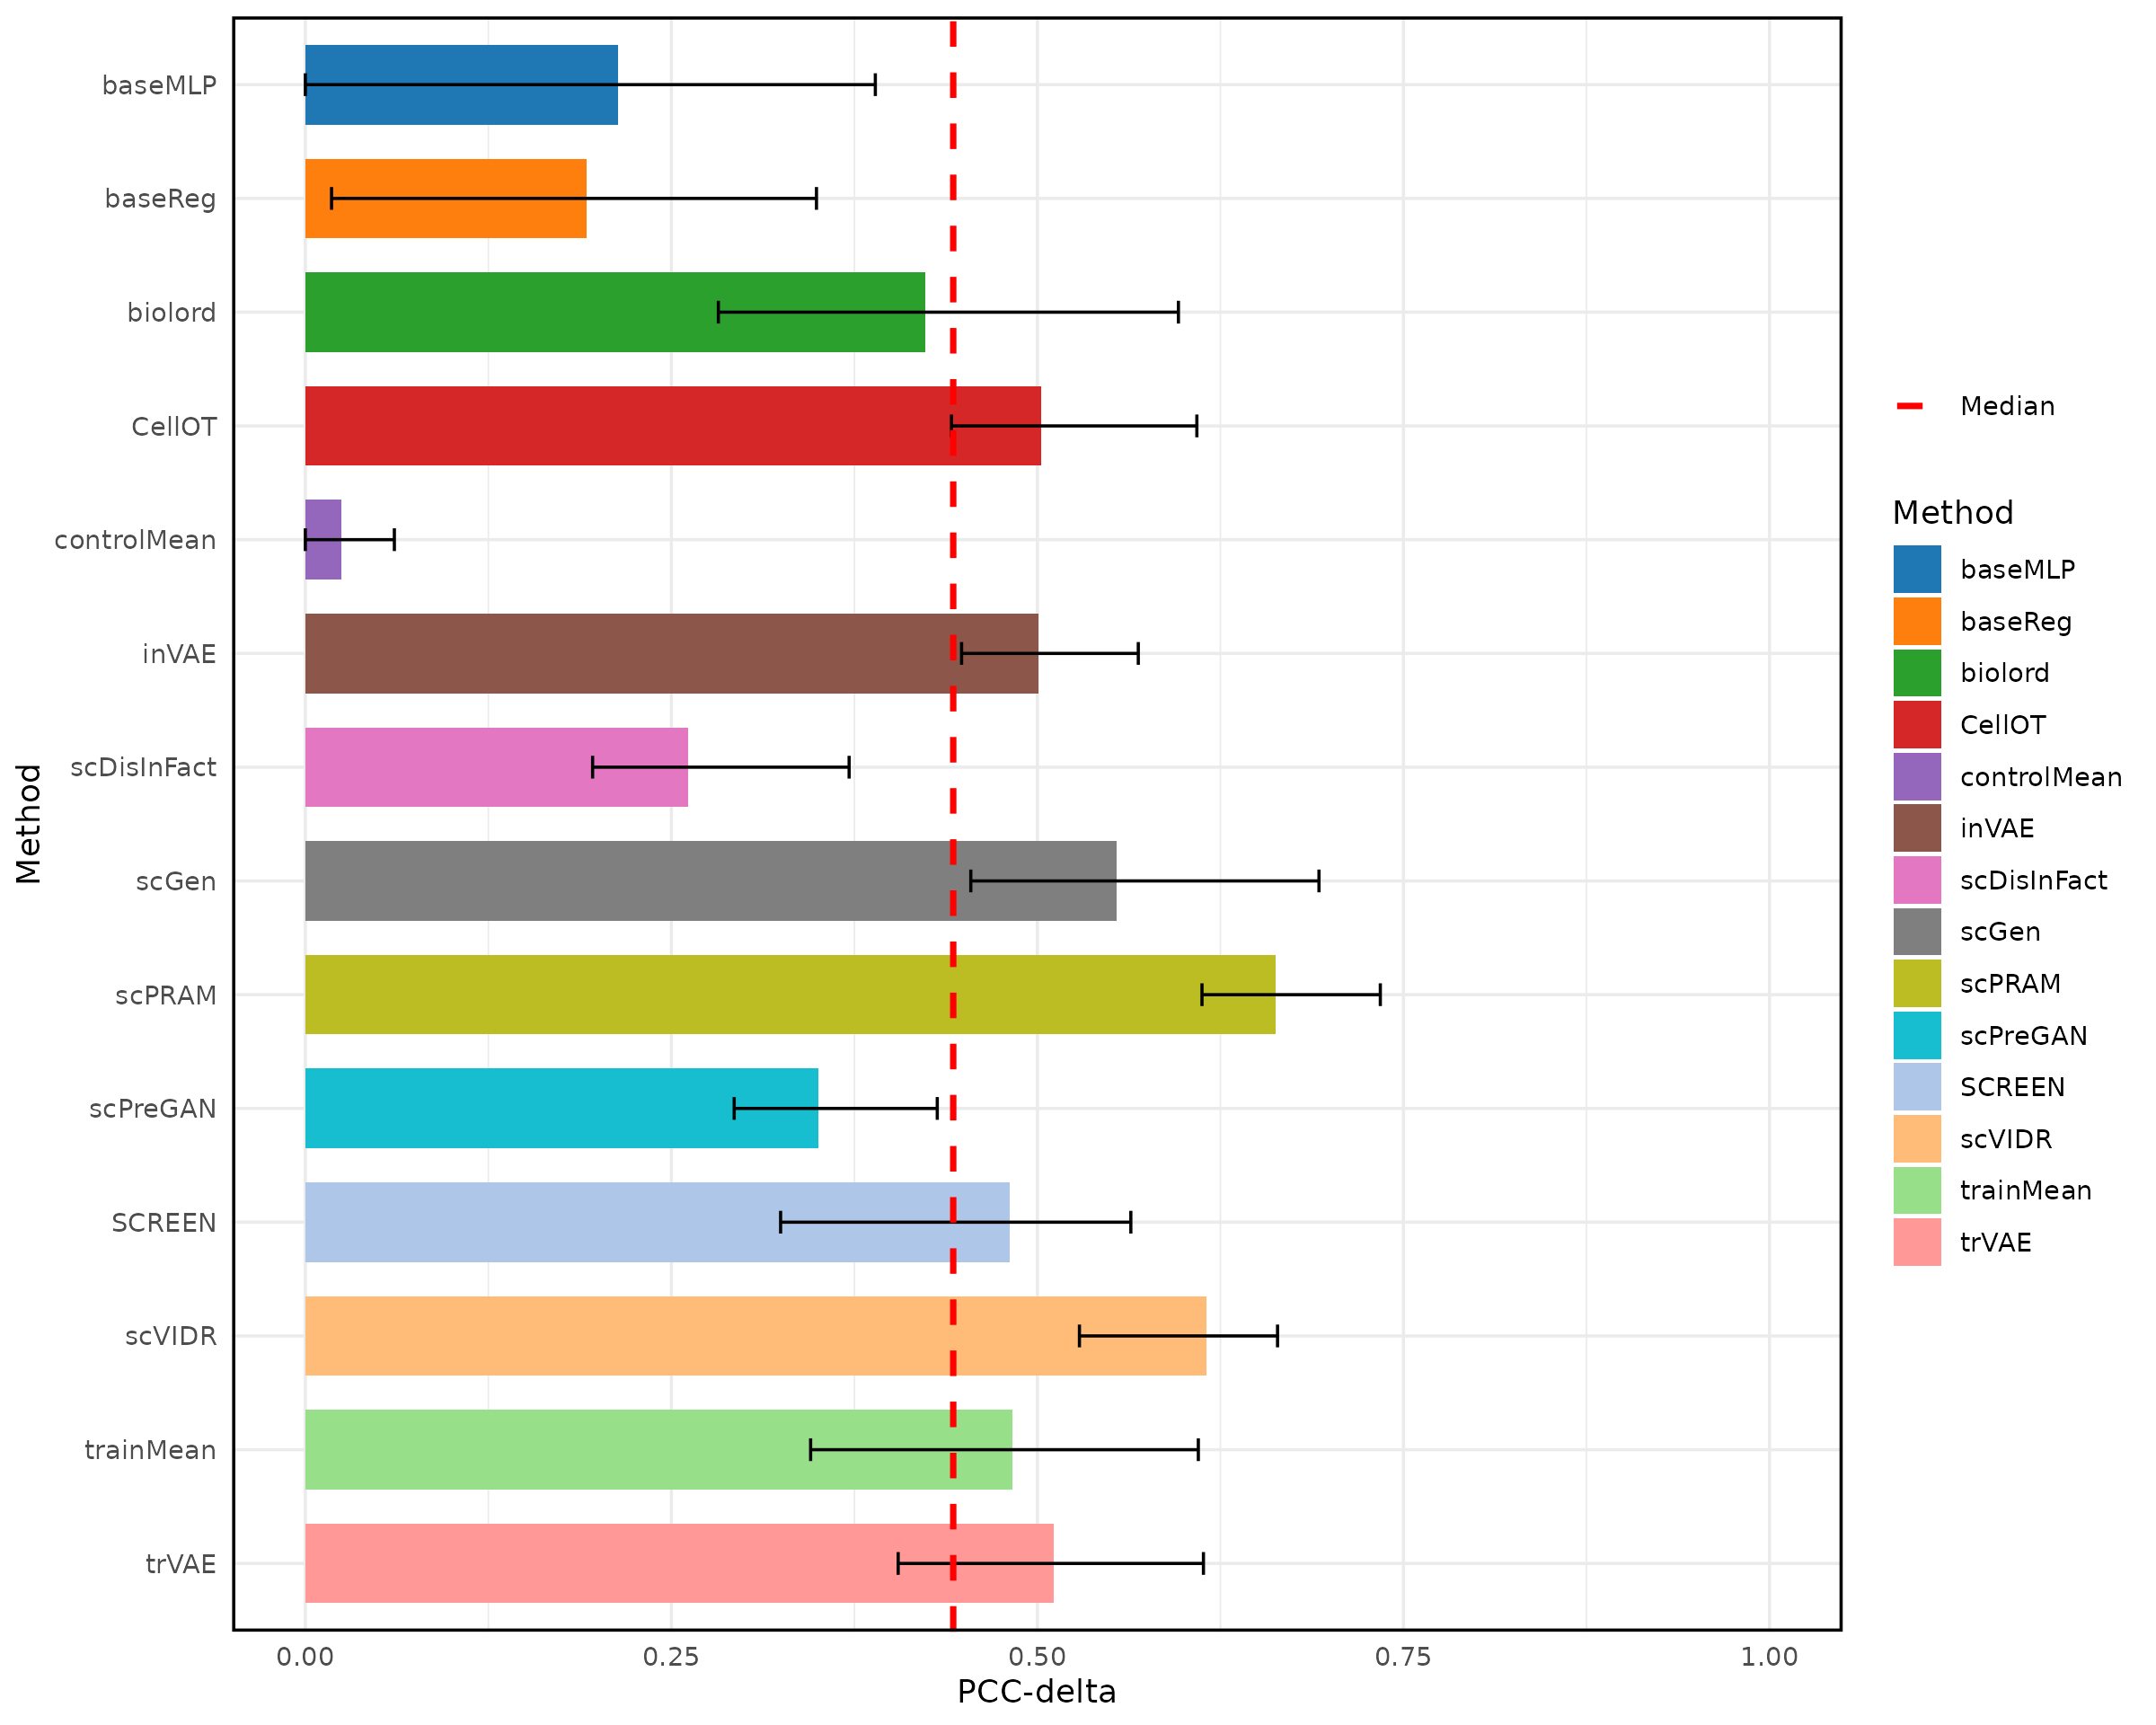 baseMLP
baseReg
biolord
CellOT
controlMean
inVAE
scDisInFact
scGen
scPRAM
scPreGAN
SCREEN
scVIDR
trainMean
trVAE
Method
0.00 0.25 0.50 0.75 1.00
PCC-delta
Median
Method
baseMLP
baseReg
biolord
CellOT
controlMean
inVAE
scDisInFact
scGen
scPRAM
scPreGAN
SCREEN
scVIDR
trainMean
trVAE